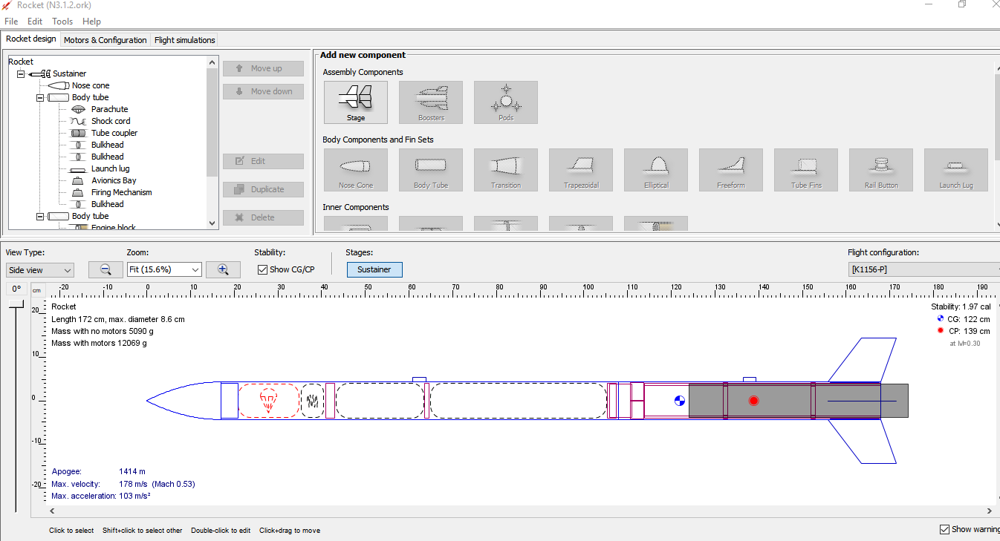 Rocket (N3.1.2.ork)
File Edit Tools Help
Rocket design Motors & Configuration Flight simulations
Rocket
Sustainer
Nose cone
Body tube
Parachute
Shock cord
Tube coupler
Bulkhead
Bulkhead
Launch lug
Avionics Bay
Firing Mechanism
Bulkhead
Body tube
Engine block
Move up
Move down
Edit
Duplicate
Delete
Add new component
Assembly Components
Stage Boosters Pods
Body Components and Fin Sets
Nose Cone Body Tube Transition Trapezoidal Elliptical Freeform Tube Fins Rail Button Launch Lug
Inner Components
View Type: Zoom: Stability: Stages: Flight configuration:
Side view Fit (15.6%) Show CG/CP Sustainer [K1156-P]
0° cm -20 -10 0 10 20 30 40 50 60 70 80 90 100 110 120 130 140 150 160 170 180 190
20
10
0
-10
-20
Rocket
Length 172 cm, max. diameter 8.6 cm
Mass with no motors 5090 g
Mass with motors 12069 g
Stability: 1.97 cal
CG: 122 cm
CP: 139 cm
at M=0.30
Apogee: 1414 m
Max. velocity: 178 m/s (Mach 0.53)
Max. acceleration: 103 m/s²
Click to select Shift+click to select other Double-click to edit Click+drag to move
Show warning